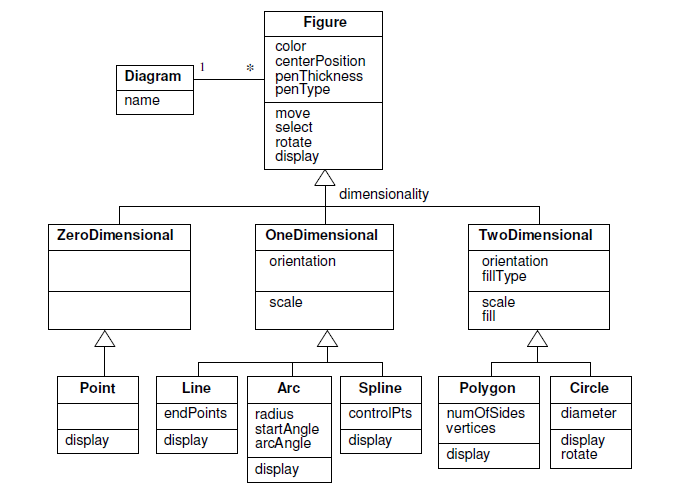 Figure
color
centerPosition
penThickness
penType
move
select
rotate
display
Diagram
name
1
*
dimensionality
ZeroDimensional
OneDimensional
orientation
scale
TwoDimensional
orientation
fillType
scale
fill
Point
display
Line
endPoints
display
Arc
radius
startAngle
arcAngle
display
Spline
controlPts
display
Polygon
numOfSides
vertices
display
Circle
diameter
display
rotate